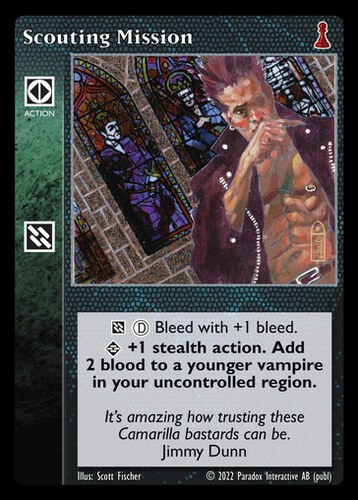 Scouting Mission
ACTION
D Bleed with +1 bleed.
+1 stealth action. Add
2 blood to a younger vampire
in your uncontrolled region.
It's amazing how trusting these
Camarilla bastards can be.
Jimmy Dunn
Illus: Scott Fischer © 2022 Paradox Interactive AB (publ)